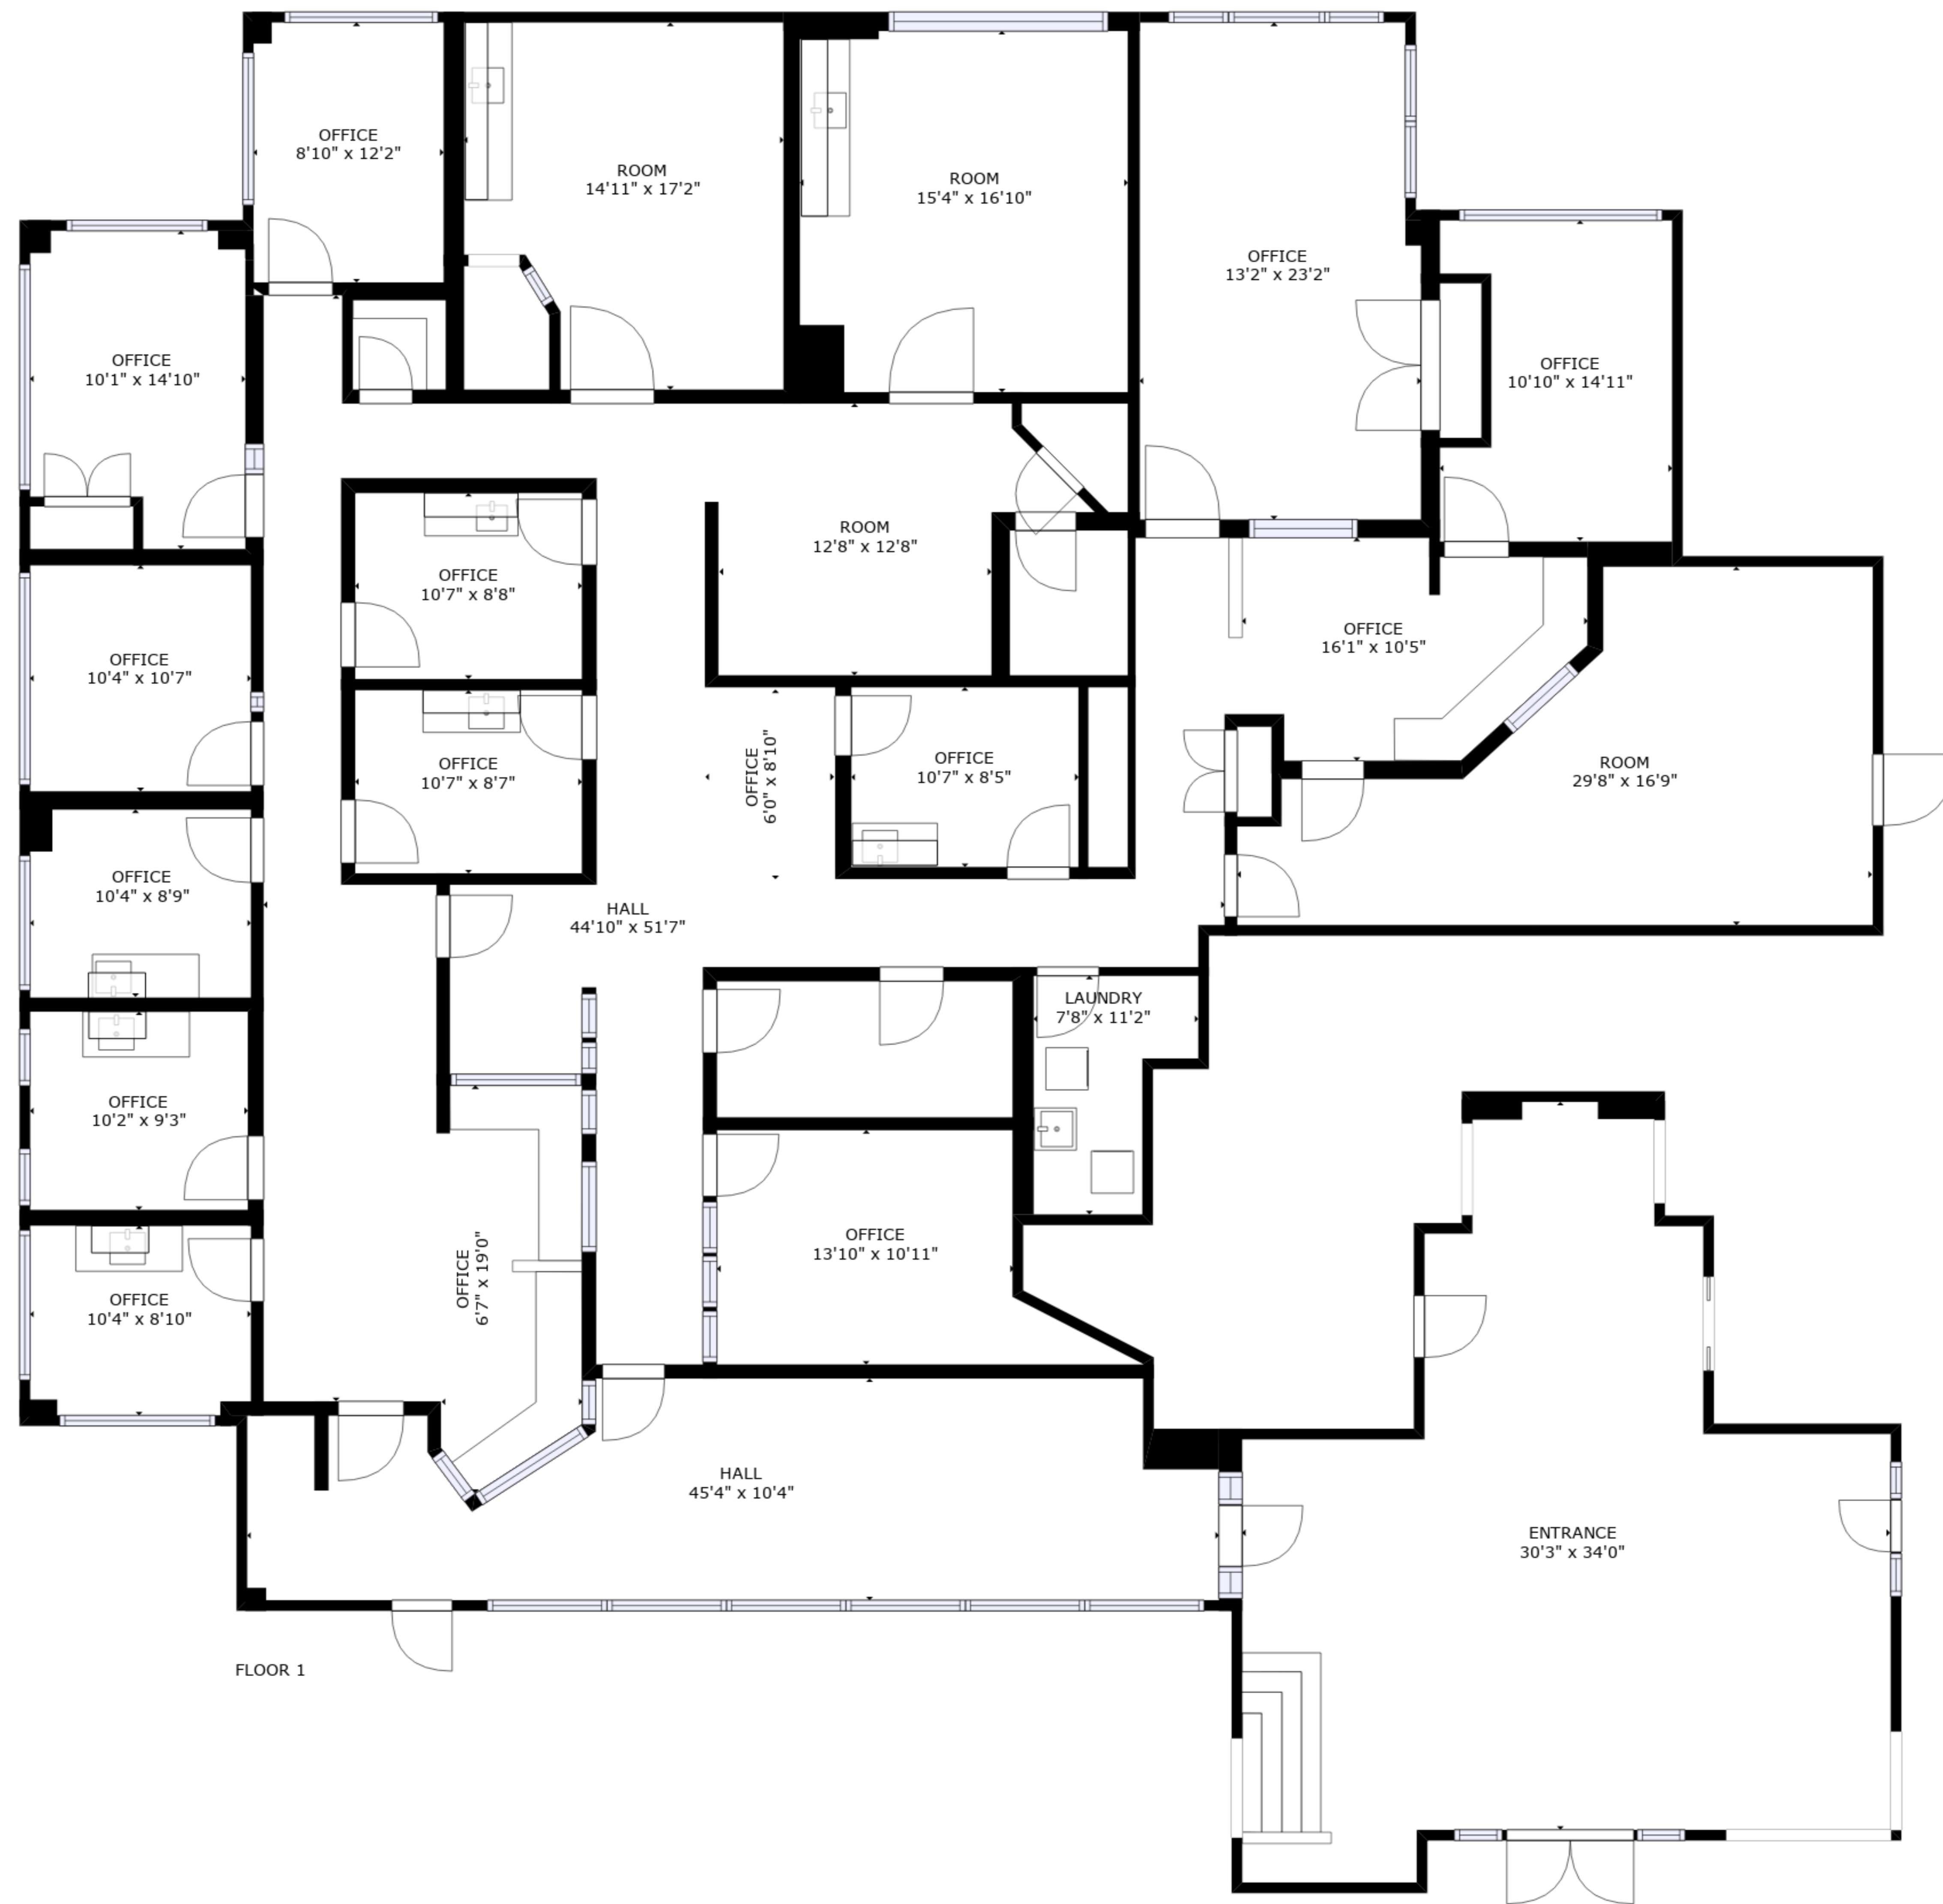 OFFICE
8'10" x 12'2"
ROOM
14'11" x 17'2"
ROOM
15'4" x 16'10"
OFFICE
13'2" x 23'2"
OFFICE
10'1" x 14'10"
OFFICE
10'10" x 14'11"
ROOM
12'8" x 12'8"
OFFICE
10'7" x 8'8"
OFFICE
16'1" x 10'5"
OFFICE
10'4" x 10'7"
OFFICE
10'7" x 8'7"
OFFICE
6'0" x 8'10"
OFFICE
10'7" x 8'5"
ROOM
29'8" x 16'9"
OFFICE
10'4" x 8'9"
HALL
44'10" x 51'7"
LAUNDRY
7'8" x 11'2"
OFFICE
10'2" x 9'3"
OFFICE
6'7" x 19'0"
OFFICE
13'10" x 10'11"
OFFICE
10'4" x 8'10"
HALL
45'4" x 10'4"
ENTRANCE
30'3" x 34'0"
FLOOR 1